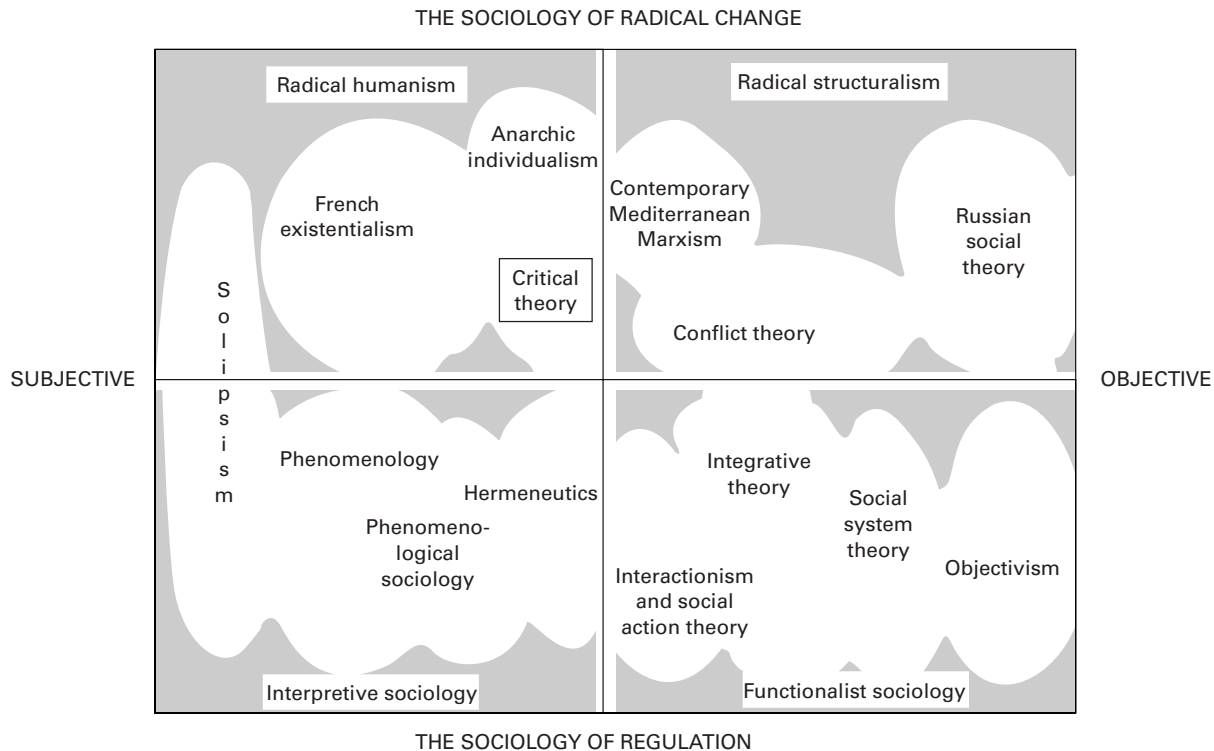 THE SOCIOLOGY OF RADICAL CHANGE
Radical humanism
Radical structuralism
Anarchic
individualism
French
existentialism
Contemporary
Mediterranean
Marxism
Russian
social
theory
Critical
theory
Conflict theory
S
o
l
i
p
s
i
s
m
SUBJECTIVE
OBJECTIVE
Phenomenology
Hermeneutics
Phenomeno-
logical
sociology
Integrative
theory
Social
system
theory
Objectivism
Interactionism
and social
action theory
Interpretive sociology
Functionalist sociology
THE SOCIOLOGY OF REGULATION